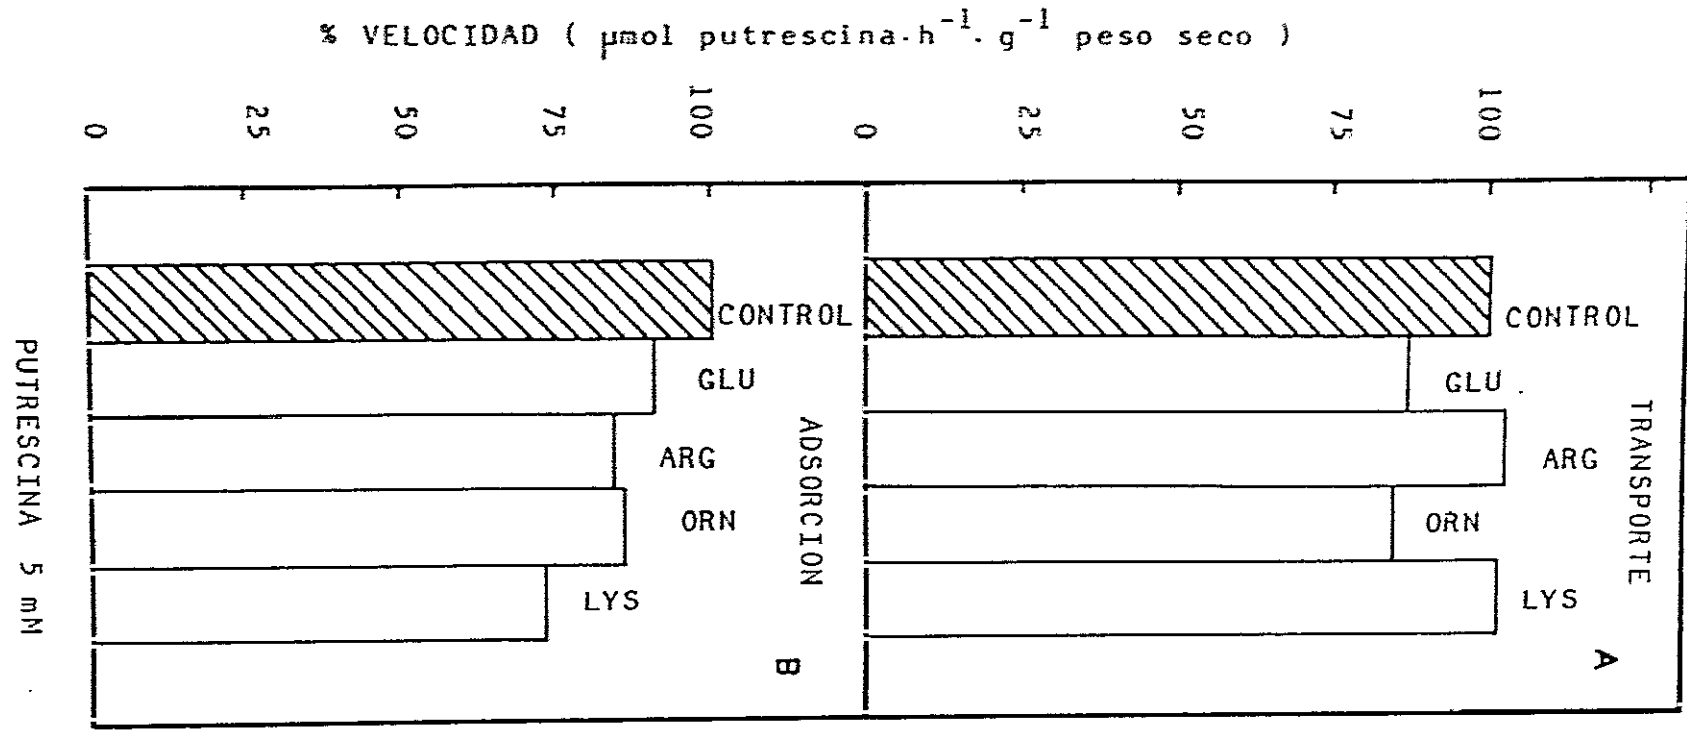 % VELOCIDAD ( µmol putrescina·h⁻¹·g⁻¹ peso seco )
0 25 50 75 100 0 25 50 75 100
CONTROL
GLU
ARG
ORN
LYS
ADSORCION
B
CONTROL
GLU
ARG
ORN
LYS
TRANSPORTE
A
PUTRESCINA 5 mM